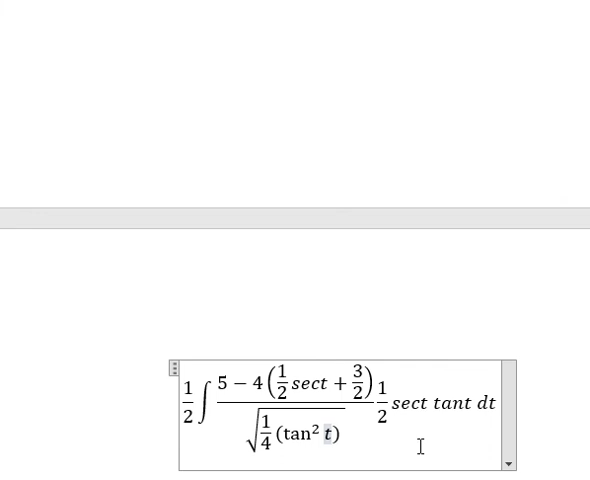 1/2 ∫ (5 − 4(1/2 sect + 3/2)) / √(1/4 (tan² t)) 1/2 sect tant dt